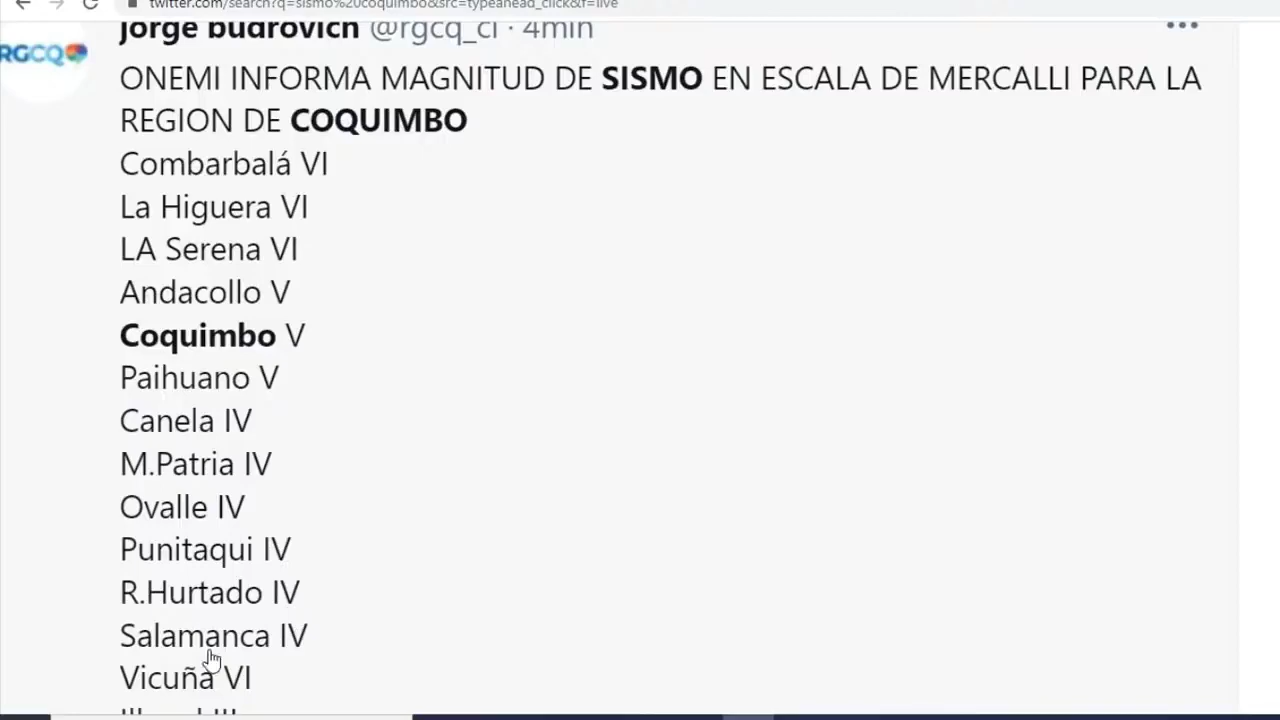 twitter.com/search?q=sismo%20coquimbo&src=typeahead_click&f=live
jorge budrovich @rgcq_cl · 4min
RGCQ
ONEMI INFORMA MAGNITUD DE SISMO EN ESCALA DE MERCALLI PARA LA
REGION DE COQUIMBO
Combarbalá VI
La Higuera VI
LA Serena VI
Andacollo V
Coquimbo V
Paihuano V
Canela IV
M.Patria IV
Ovalle IV
Punitaqui IV
R.Hurtado IV
Salamanca IV
Vicuña VI